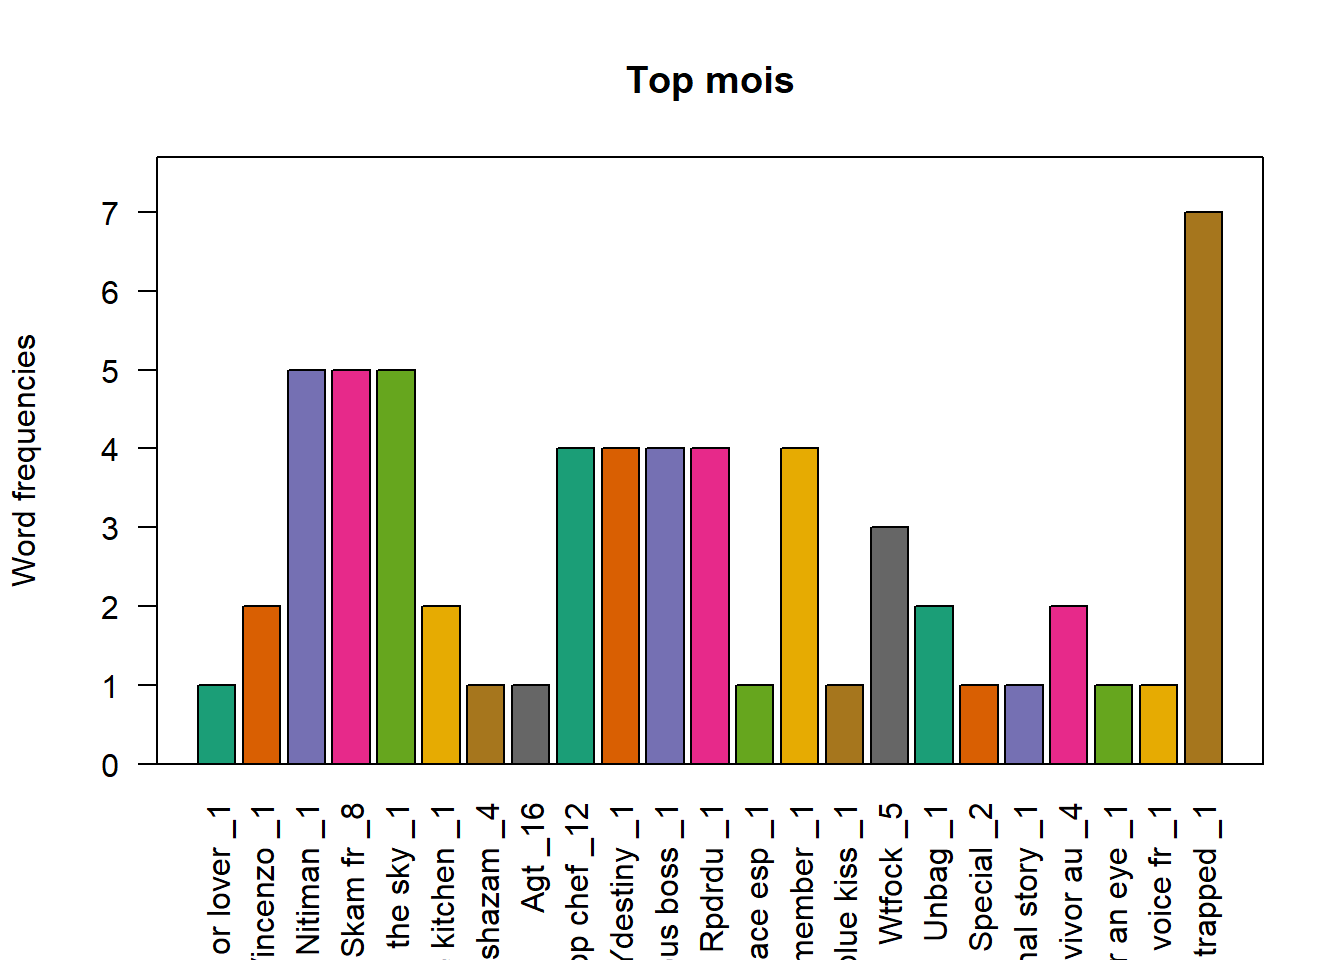 Top mois
Word frequencies
7
6
5
4
3
2
1
0
or lover _1
Vincenzo _1
Nitiman _1
Skam fr _8
the sky _1
kitchen _1
shazam _4
Agt _16
op chef _12
Ydestiny _1
ous boss _1
Rpdrdu _1
ace esp _1
member _1
blue kiss _1
Wtfock _5
Unbag _1
Special _2
nal story _1
vivor au _4
r an eye _1
voice fr _1
trapped _1